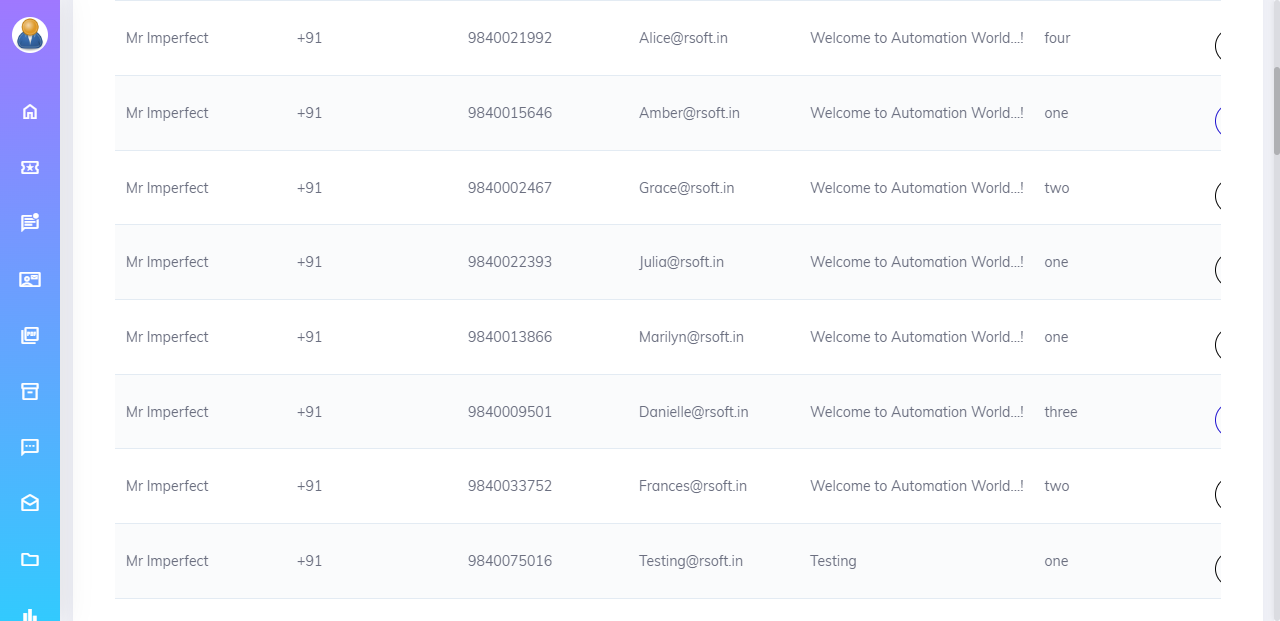 Mr Imperfect +91 9840021992 Alice@rsoft.in Welcome to Automation World...! four
Mr Imperfect +91 9840015646 Amber@rsoft.in Welcome to Automation World...! one
Mr Imperfect +91 9840002467 Grace@rsoft.in Welcome to Automation World...! two
Mr Imperfect +91 9840022393 Julia@rsoft.in Welcome to Automation World...! one
Mr Imperfect +91 9840013866 Marilyn@rsoft.in Welcome to Automation World...! one
Mr Imperfect +91 9840009501 Danielle@rsoft.in Welcome to Automation World...! three
Mr Imperfect +91 9840033752 Frances@rsoft.in Welcome to Automation World...! two
Mr Imperfect +91 9840075016 Testing@rsoft.in Testing one